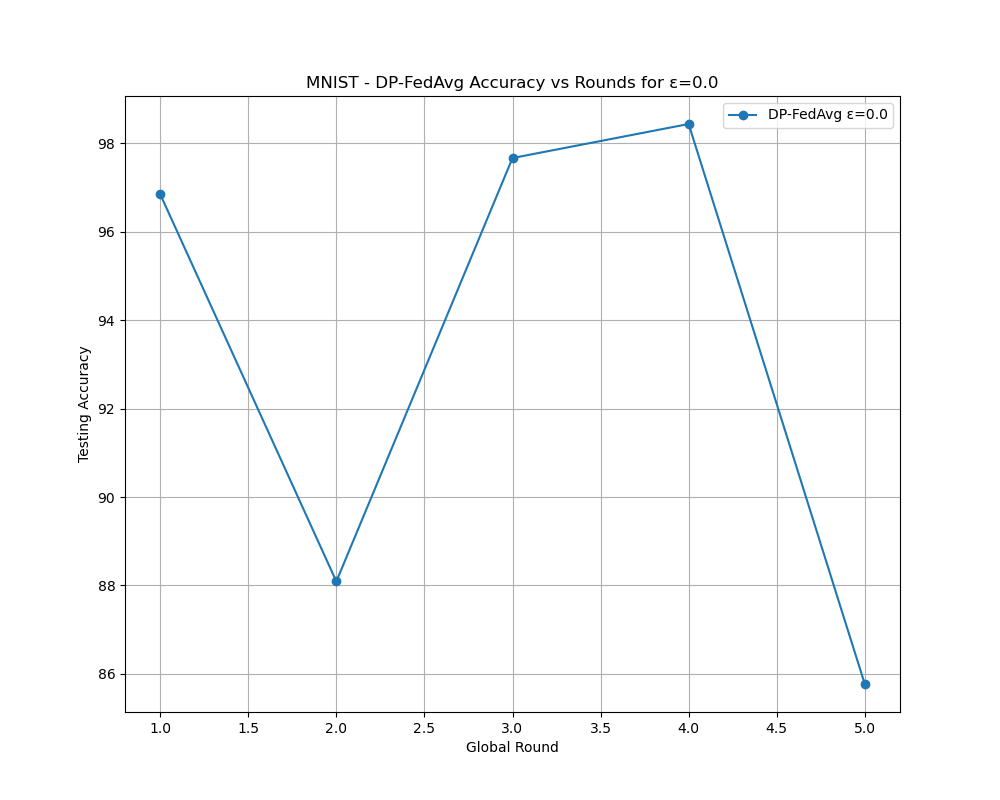 MNIST - DP-FedAvg Accuracy vs Rounds for ε=0.0
DP-FedAvg ε=0.0
Testing Accuracy
98
96
94
92
90
88
86
1.0 1.5 2.0 2.5 3.0 3.5 4.0 4.5 5.0
Global Round